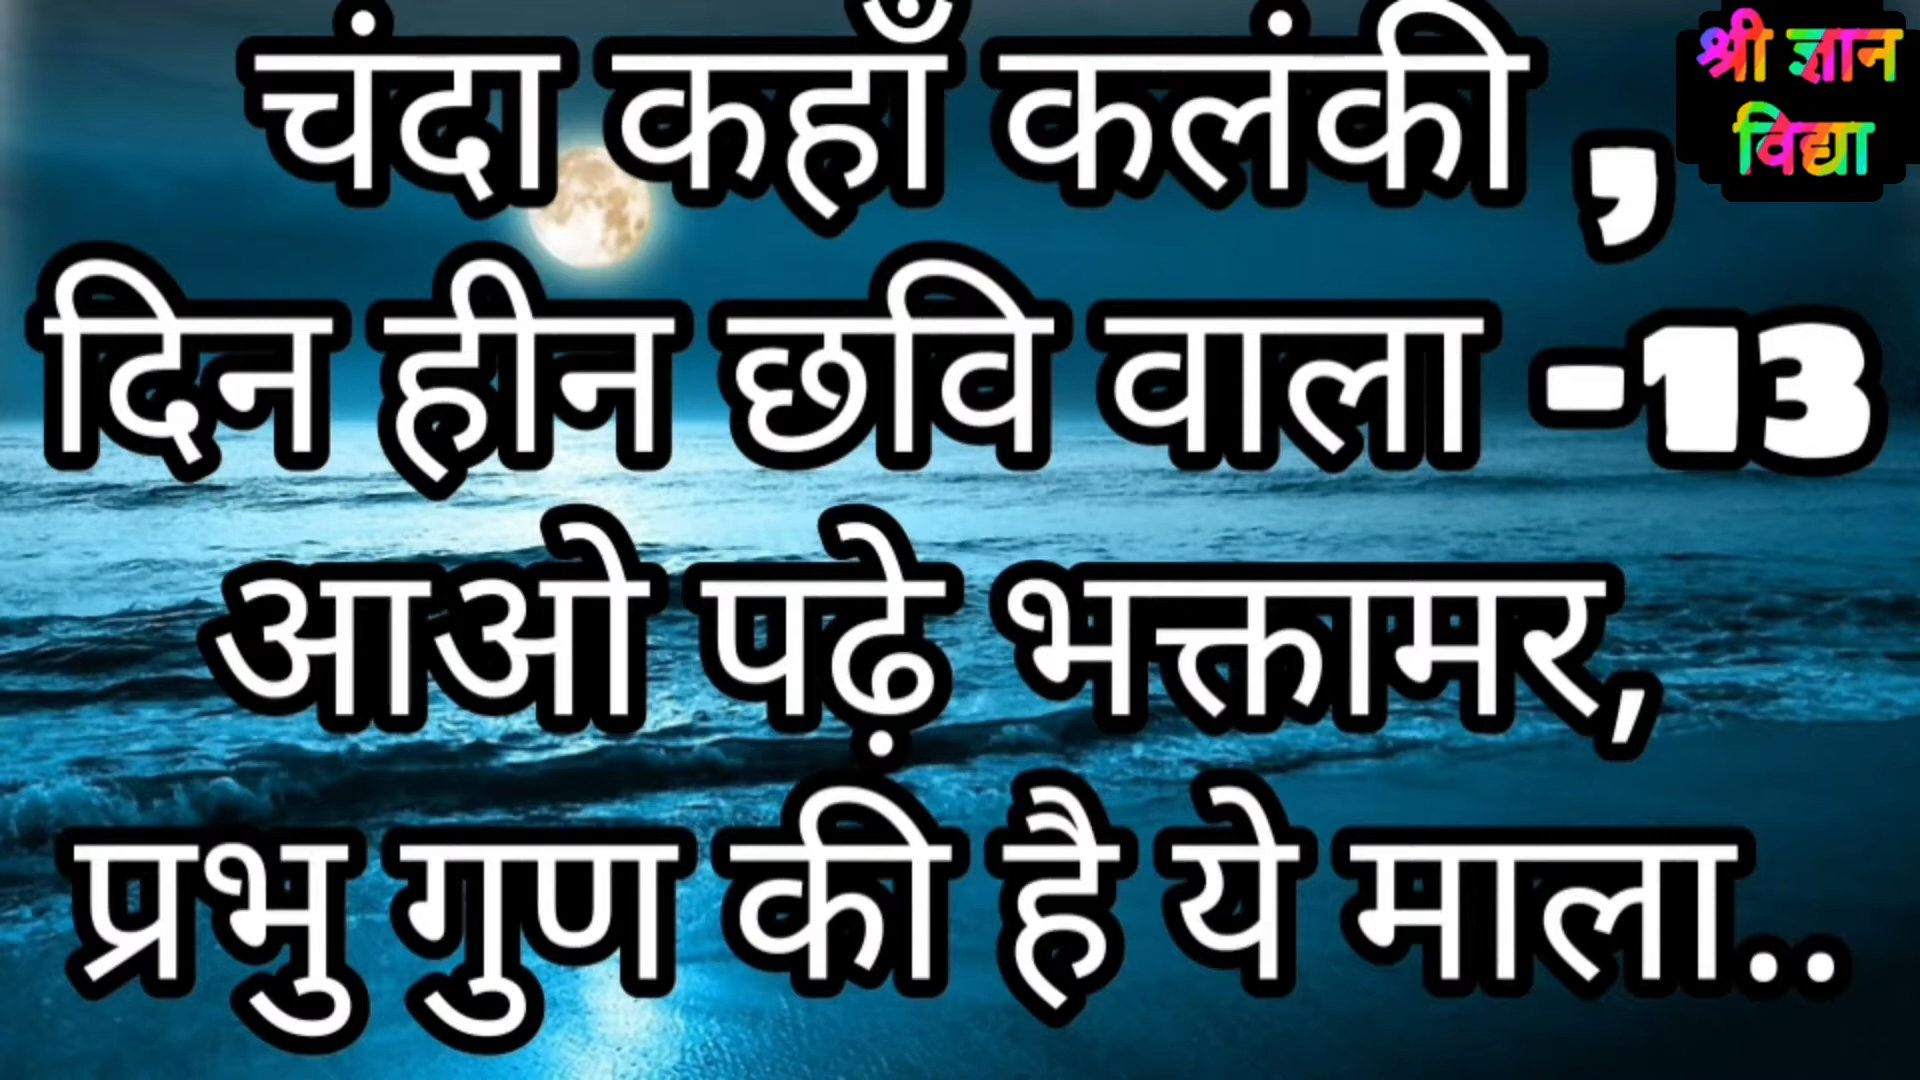 चंदा कहाँ कलंकी ,
दिन हीन छवि वाला -13
आओ पढ़े भक्तामर,
प्रभु गुण की है ये माला..
श्री ज्ञान
विद्या